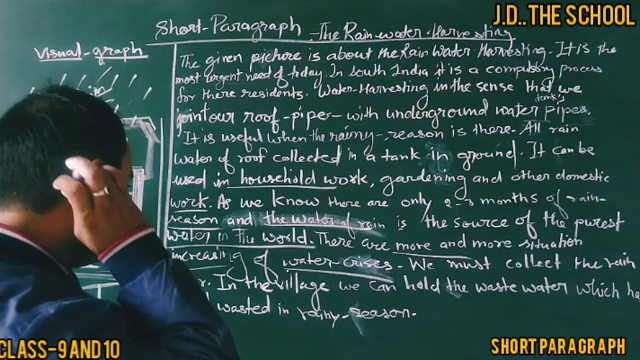 J.D..THE SCHOOL
Short-Paragraph - The Rain water-Harvesting
Visual-graph
The given picture is about the Rain Water Harvesting. It is the
most urgent need of today. In South India it is a compulsory process
for there residents. Water-Harvesting in the sense that we
joint our roof-piper-with underground water pipes.
It is useful when the rainy-reason is there. All rain
water of roof collected in a tank in ground. It can be
used in household work, gardening and other domestic
work. As we know there are only 2-3 months of rain-
reason and the water of rain is the source of the purest
water in the world. There are more and more situation
increasing of water crises. We must collect the rain
In the village we can hold the waste water which ha
wasted in rainy-season.
CLASS-9 AND 10
SHORT PARAGRAPH